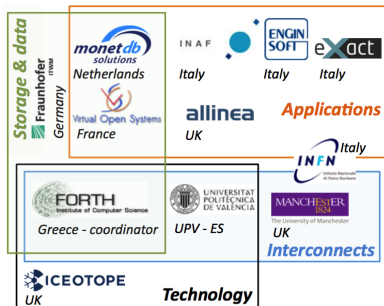 Storage & data
Fraunhofer
ITWM
Germany
monetdb
solutions
Netherlands
Virtual Open Systems
France
INAF
Italy
ENGIN
SOFT
Italy
eXact
Italy
allinea
UK
Applications
INFN
Istituto Nazionale
di Fisica Nucleare
Italy
FORTH
Institute of Computer Science
Greece - coordinator
UNIVERSITAT
POLITÈCNICA
DE VALÈNCIA
UPV - ES
MANCHESTER
1824
The University of Manchester
UK
Interconnects
ICEOTOPE
UK
Technology